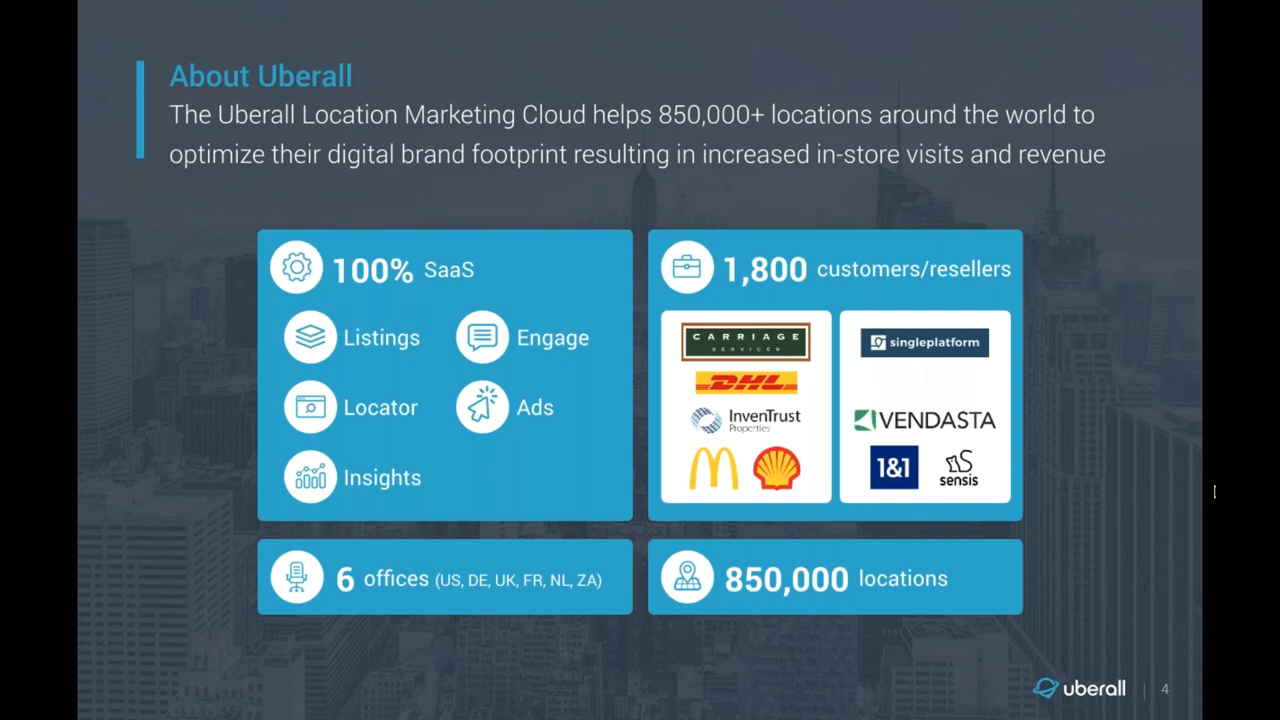 About Uberall
The Uberall Location Marketing Cloud helps 850,000+ locations around the world to
optimize their digital brand footprint resulting in increased in-store visits and revenue
100% SaaS
Listings
Engage
Locator
Ads
Insights
1,800 customers/resellers
CARRIAGE
SERVICES
DHL
InvenTrust
Properties
singleplatform
VENDASTA
1&1
sensis
6 offices (US, DE, UK, FR, NL, ZA)
850,000 locations
uberall | 4